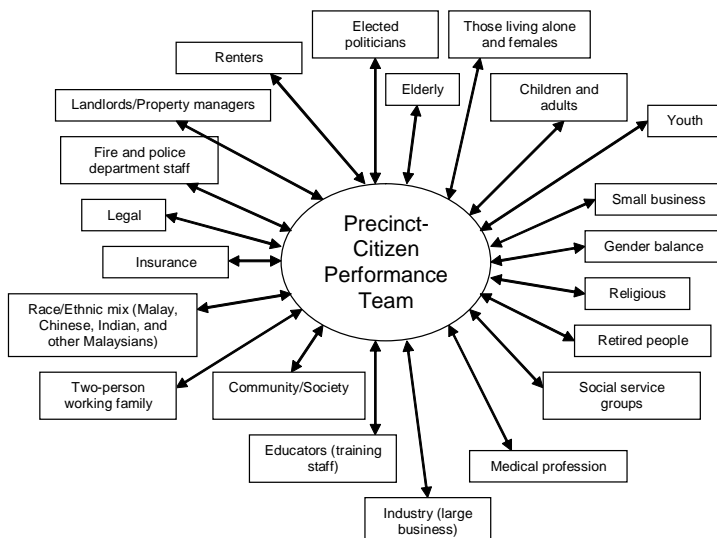 Elected
politicians
Those living alone
and females
Renters
Elderly
Children and
adults
Landlords/Property managers
Youth
Fire and police
department staff
Small business
Legal
Precinct-
Citizen
Performance
Team
Gender balance
Insurance
Religious
Race/Ethnic mix (Malay,
Chinese, Indian, and
other Malaysians)
Retired people
Two-person
working family
Community/Society
Social service
groups
Educators (training
staff)
Medical profession
Industry (large
business)